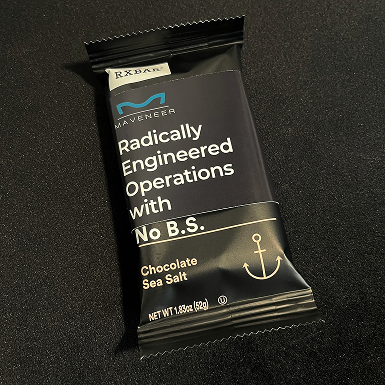 RXBAR®
MAVENEER
Radically
Engineered
Operations
with
No B.S.
Chocolate
Sea Salt
NET WT 1.83oz (52g) Ⓤ